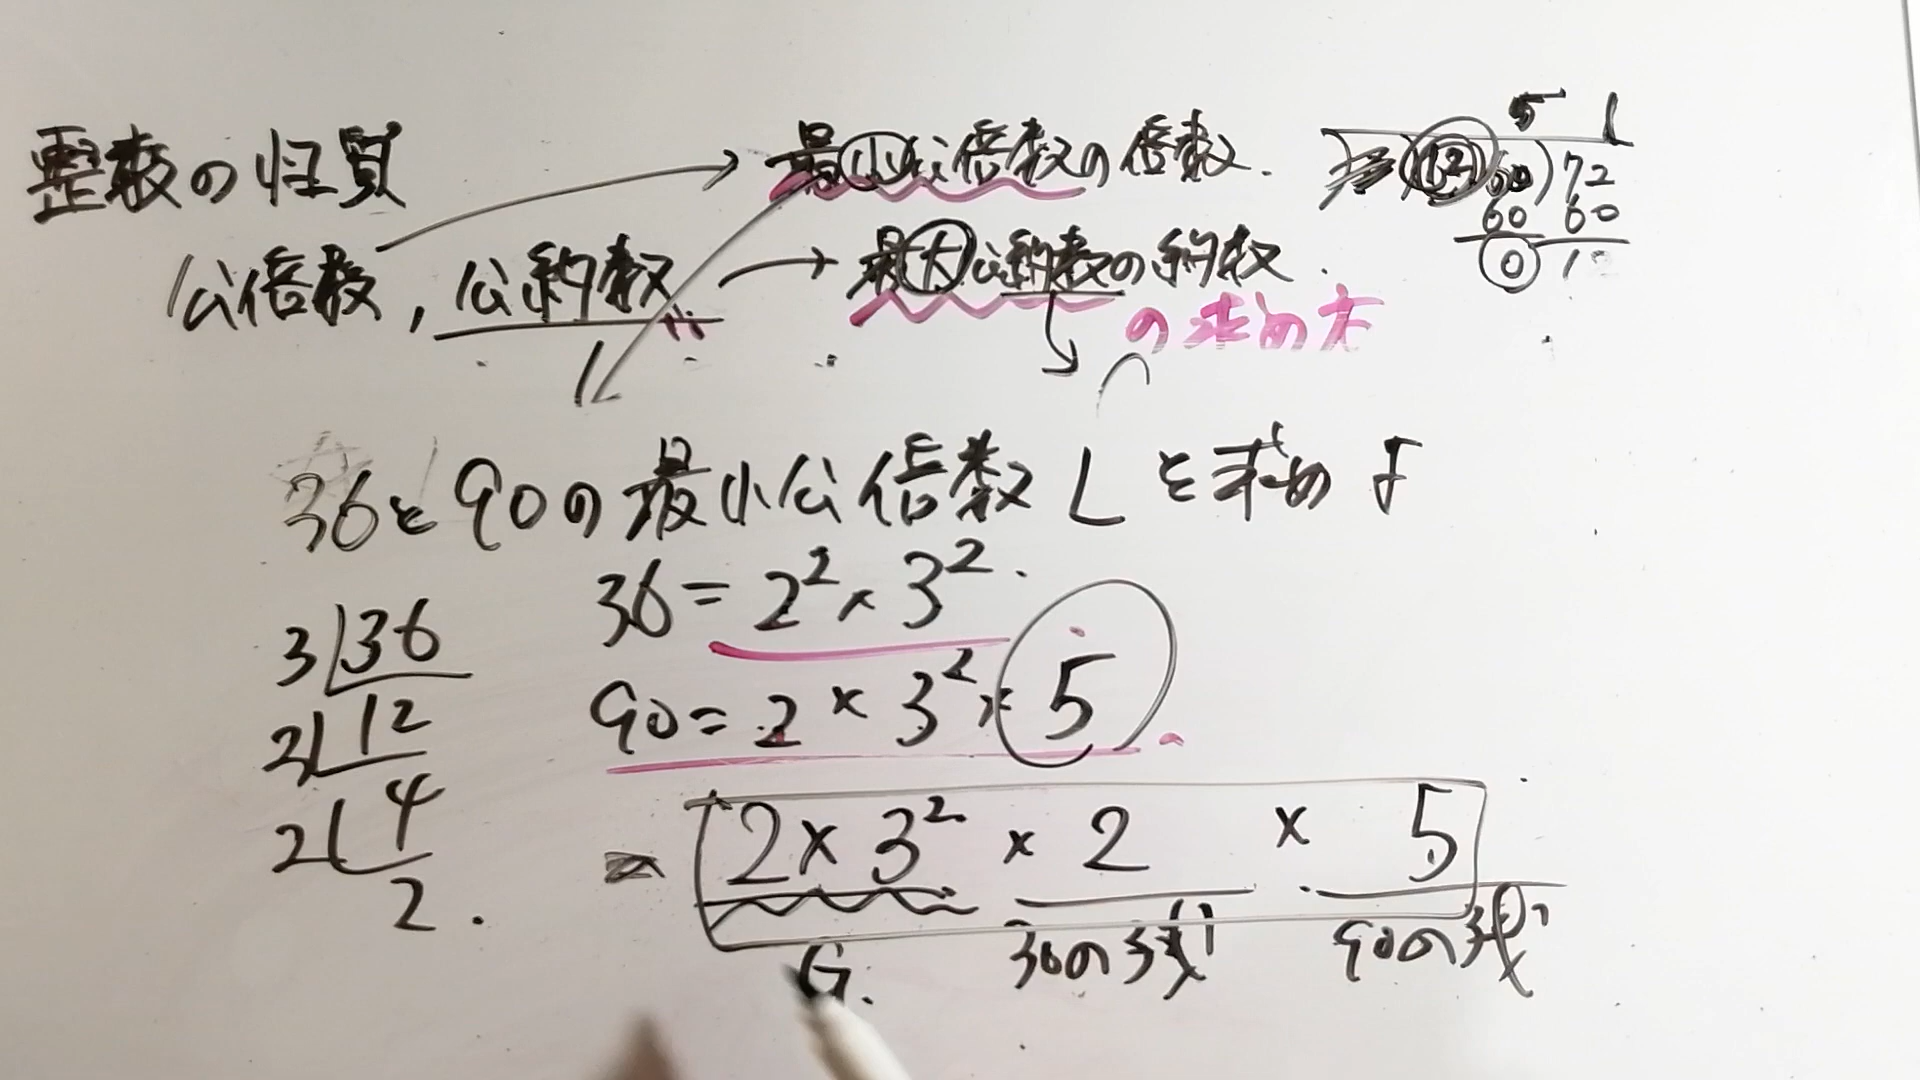 整数の性質
公倍数, 公約数
最小公倍数の倍数.
最大公約数の約数.
の求め方
5 1
12)60)72
60 60
0 1
36と90の最小公倍数Lを求めよ
36=2²×3².
90=2×3²×5
3 36
3 12
2 4
2.
= 2×3²×2×5
G. 36の残り 90の残り